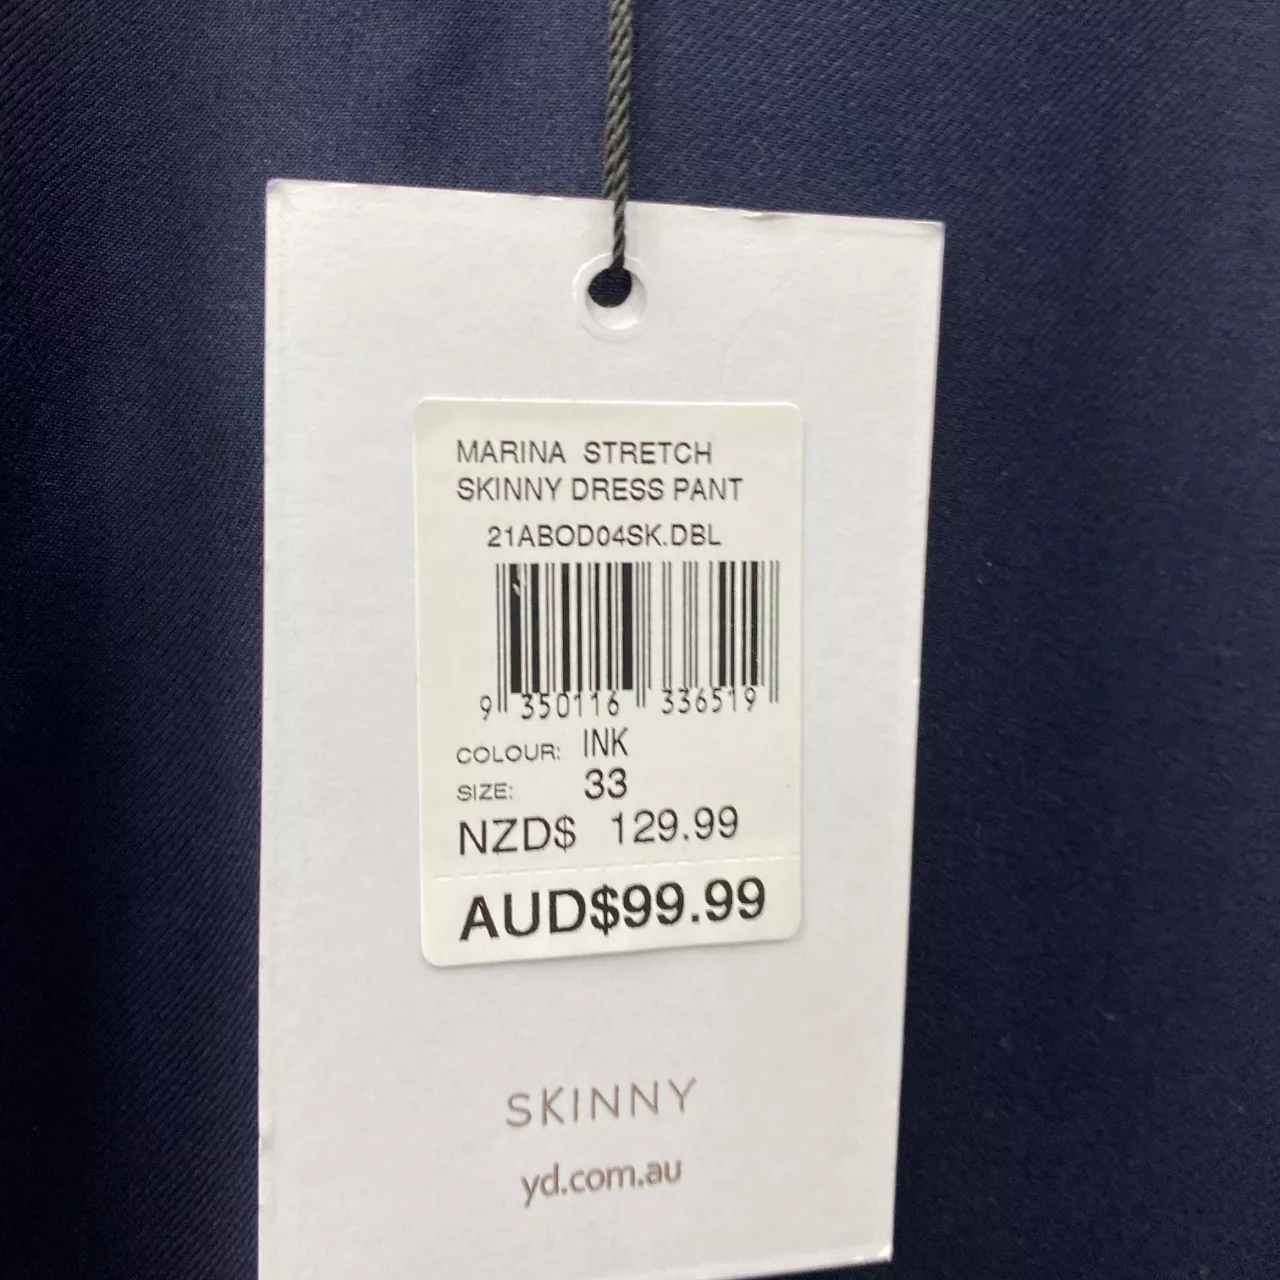 MARINA STRETCH
SKINNY DRESS PANT
21ABOD04SK.DBL
9 350116 336519
COLOUR: INK
SIZE: 33
NZD$ 129.99
AUD$99.99
SKINNY
yd.com.au